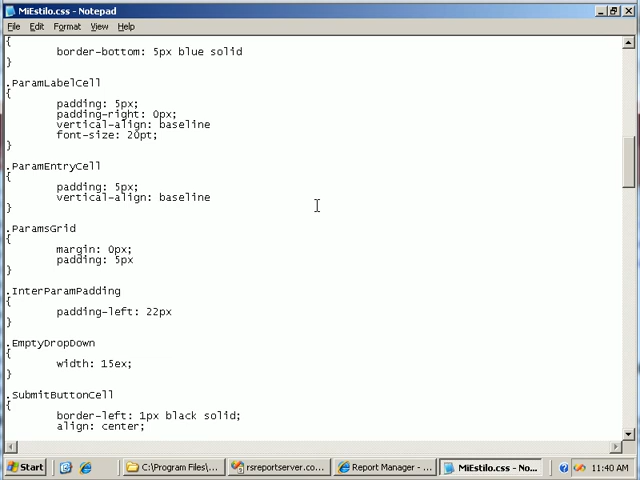 MiEstilo.css - Notepad
File Edit Format View Help
{
border-bottom: 5px blue solid
}
.ParamLabelCell
{
padding: 5px;
padding-right: 0px;
vertical-align: baseline
font-size: 20pt;
}
.ParamEntryCell
{
padding: 5px;
vertical-align: baseline
}
.ParamsGrid
{
margin: 0px;
padding: 5px
}
.InterParamPadding
{
padding-left: 22px
}
.EmptyDropDown
{
width: 15ex;
}
.SubmitButtonCell
{
border-left: 1px black solid;
align: center;
Start C:\Program Files\... rsreportserver.co... Report Manager - ... MiEstilo.css - No... 11:40 AM